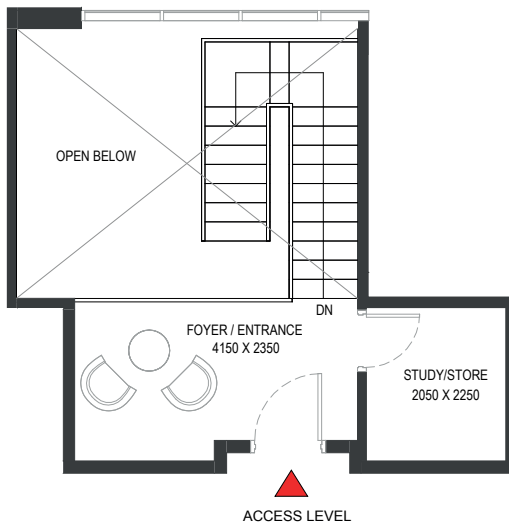 OPEN BELOW
DN
FOYER / ENTRANCE
4150 X 2350
STUDY/STORE
2050 X 2250
ACCESS LEVEL